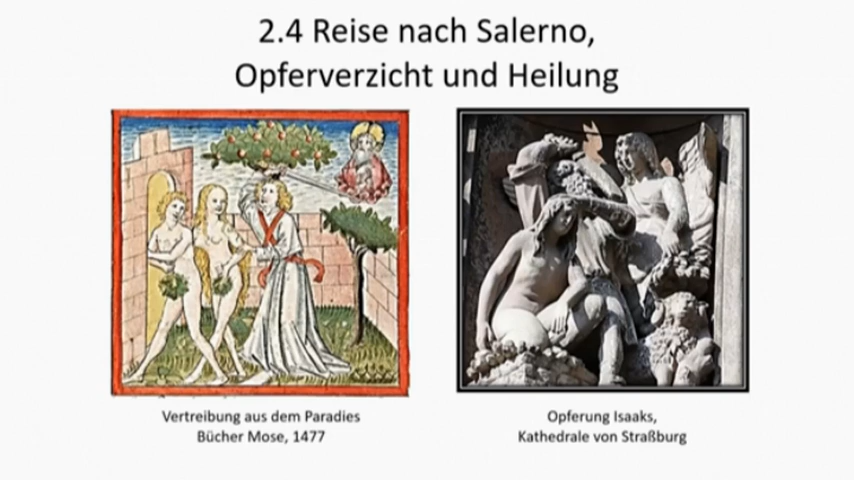 2.4 Reise nach Salerno,
Opferverzicht und Heilung
Vertreibung aus dem Paradies
Bücher Mose, 1477
Opferung Isaaks,
Kathedrale von Straßburg